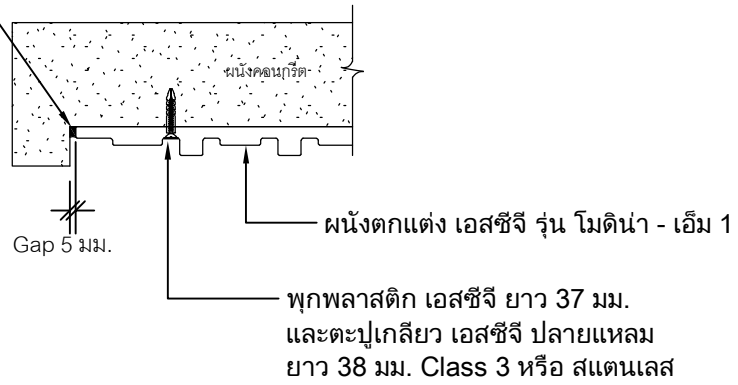 ผนังคอนกรีต
Gap 5 มม.
ผนังตกแต่ง เอสซีจี รุ่น โมดิน่า - เอ็ม 1
พุกพลาสติก เอสซีจี ยาว 37 มม.
และตะปูเกลียว เอสซีจี ปลายแหลม
ยาว 38 มม. Class 3 หรือ สแตนเลส